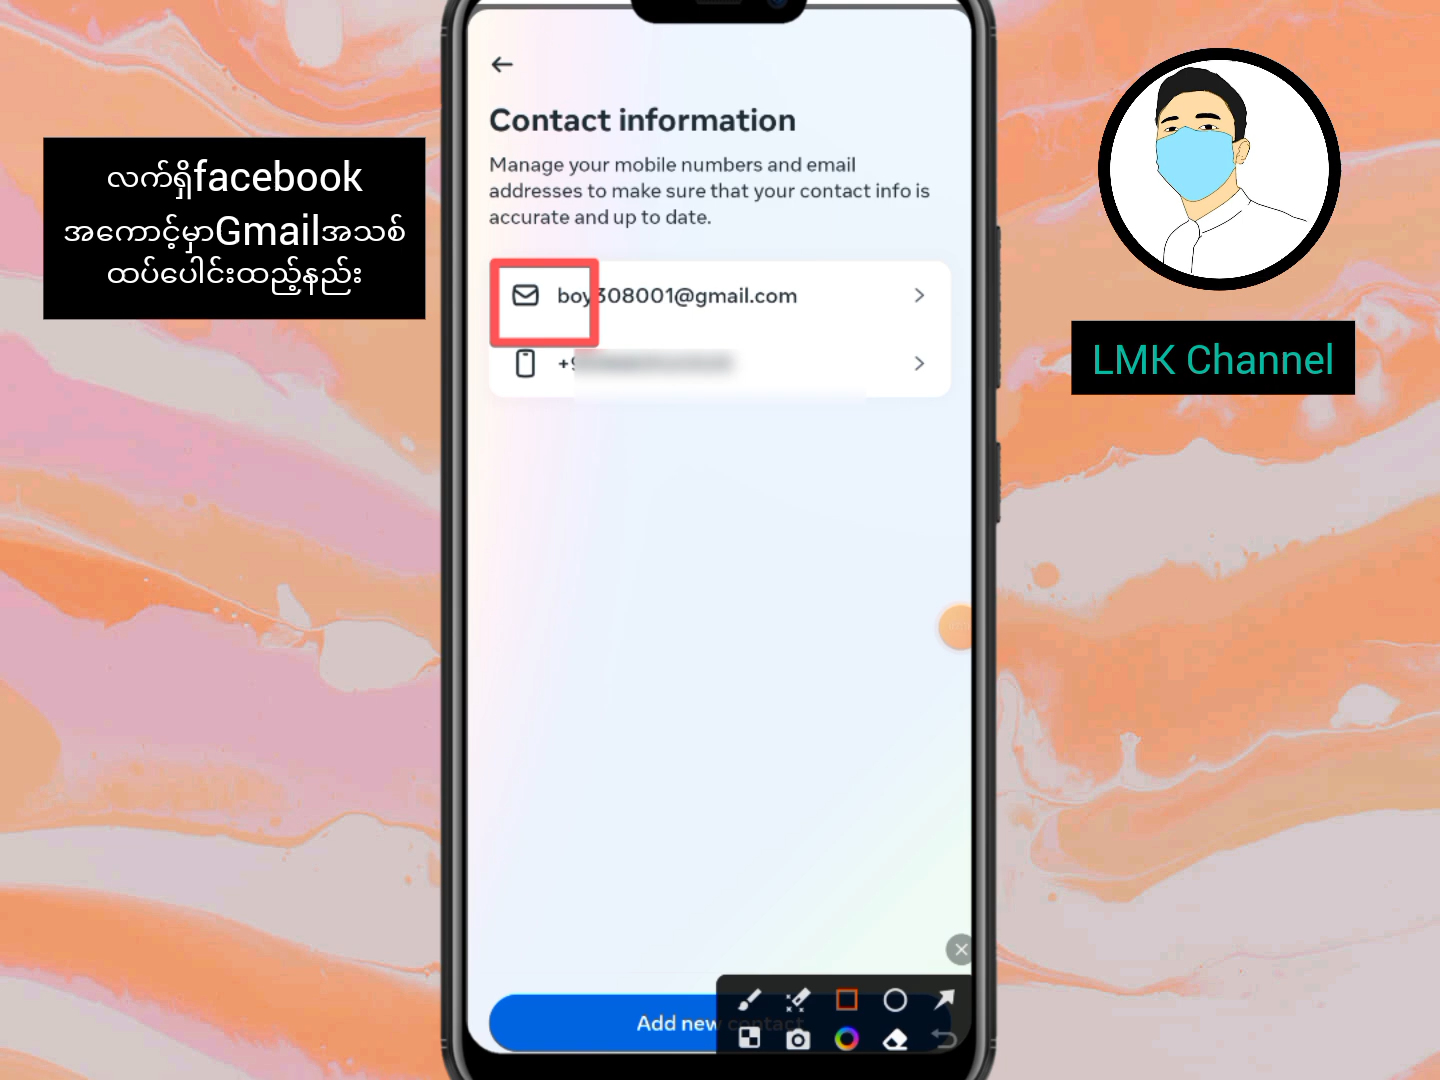 လက်ရှိfacebook
အကောင့်မှာGmailအသစ်
ထပ်ပေါင်းထည့်နည်း
Contact information
Manage your mobile numbers and email
addresses to make sure that your contact info is
accurate and up to date.
boy308001@gmail.com
Add new contact
LMK Channel